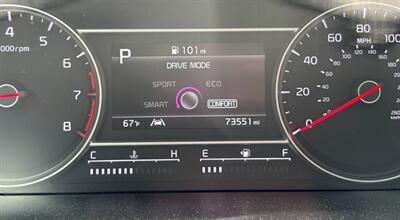 P
101 mi
DRIVE MODE
SPORT ECO
SMART COMFORT
67°F
73551 mi
C H
E F
x1000rpm
4
5
6
7
8
MPH
0
20
40
60
80
100